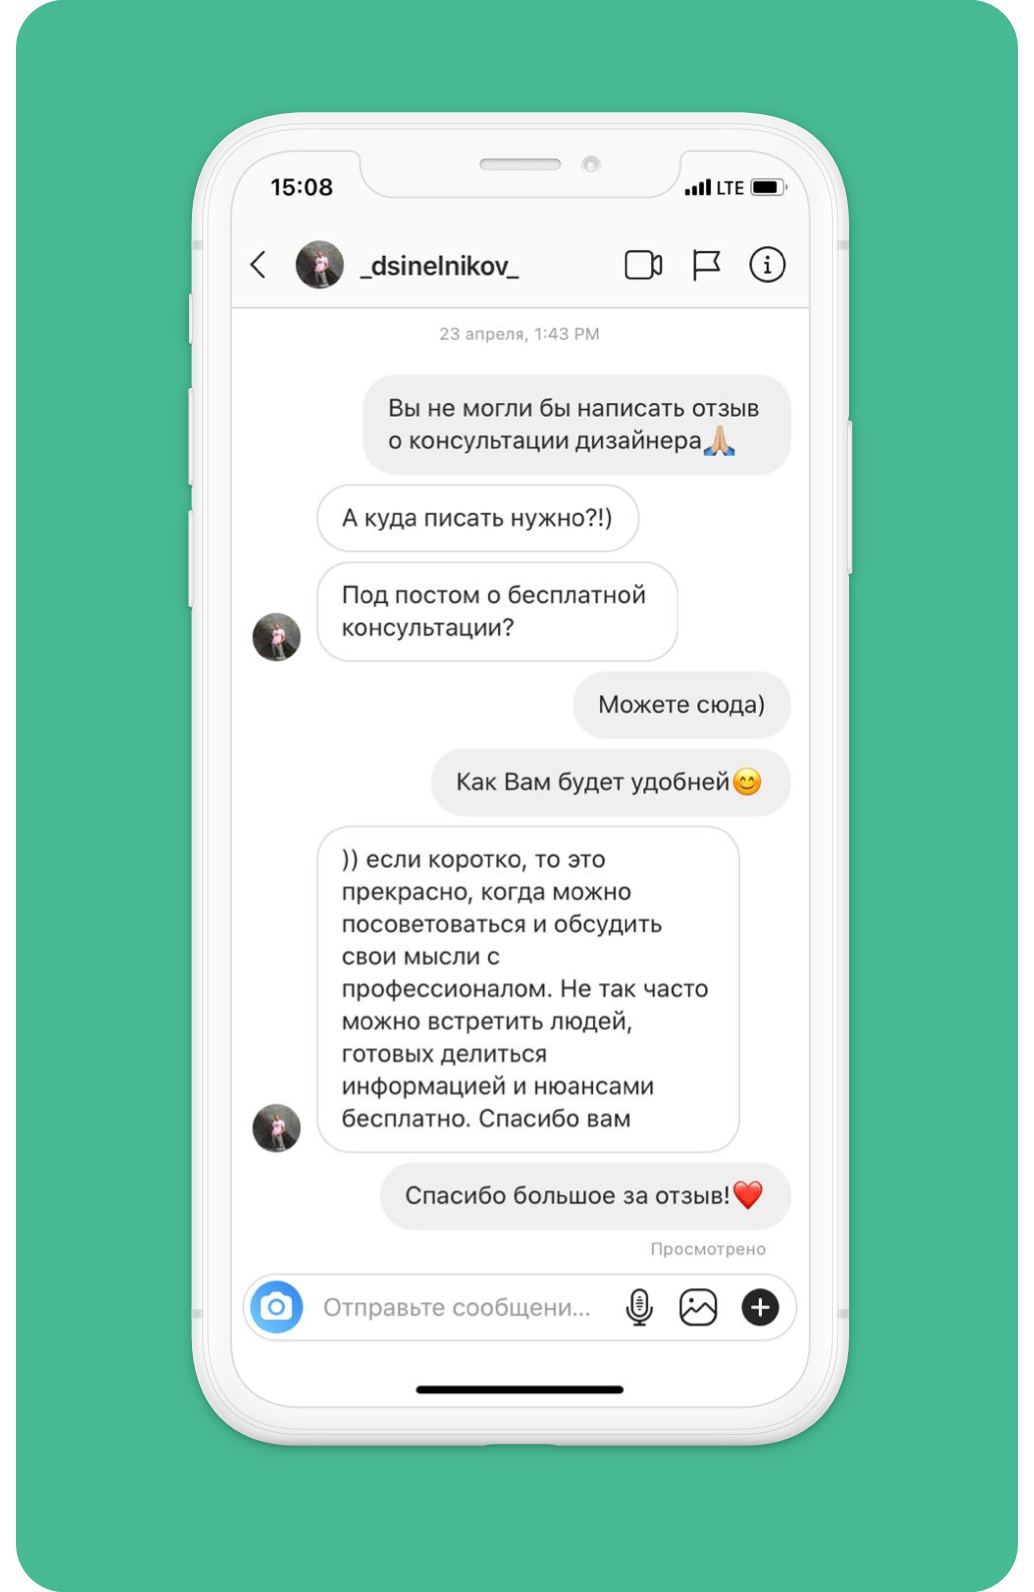 15:08
LTE
_dsinelnikov_
23 апреля, 1:43 PM
Вы не могли бы написать отзыв
о консультации дизайнера🙏🏼
А куда писать нужно?!)
Под постом о бесплатной
консультации?
Можете сюда)
Как Вам будет удобней😊
)) если коротко, то это
прекрасно, когда можно
посоветоваться и обсудить
свои мысли с
профессионалом. Не так часто
можно встретить людей,
готовых делиться
информацией и нюансами
бесплатно. Спасибо вам
Спасибо большое за отзыв!❤️
Просмотрено
Отправьте сообщени...